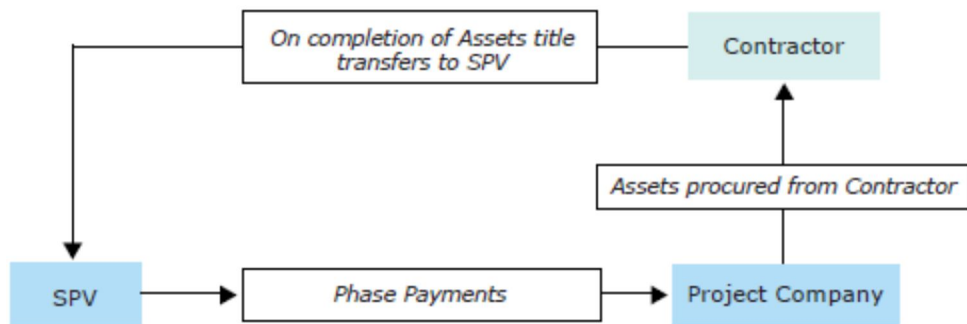 On completion of Assets title
transfers to SPV
Contractor
Assets procured from Contractor
SPV
Phase Payments
Project Company